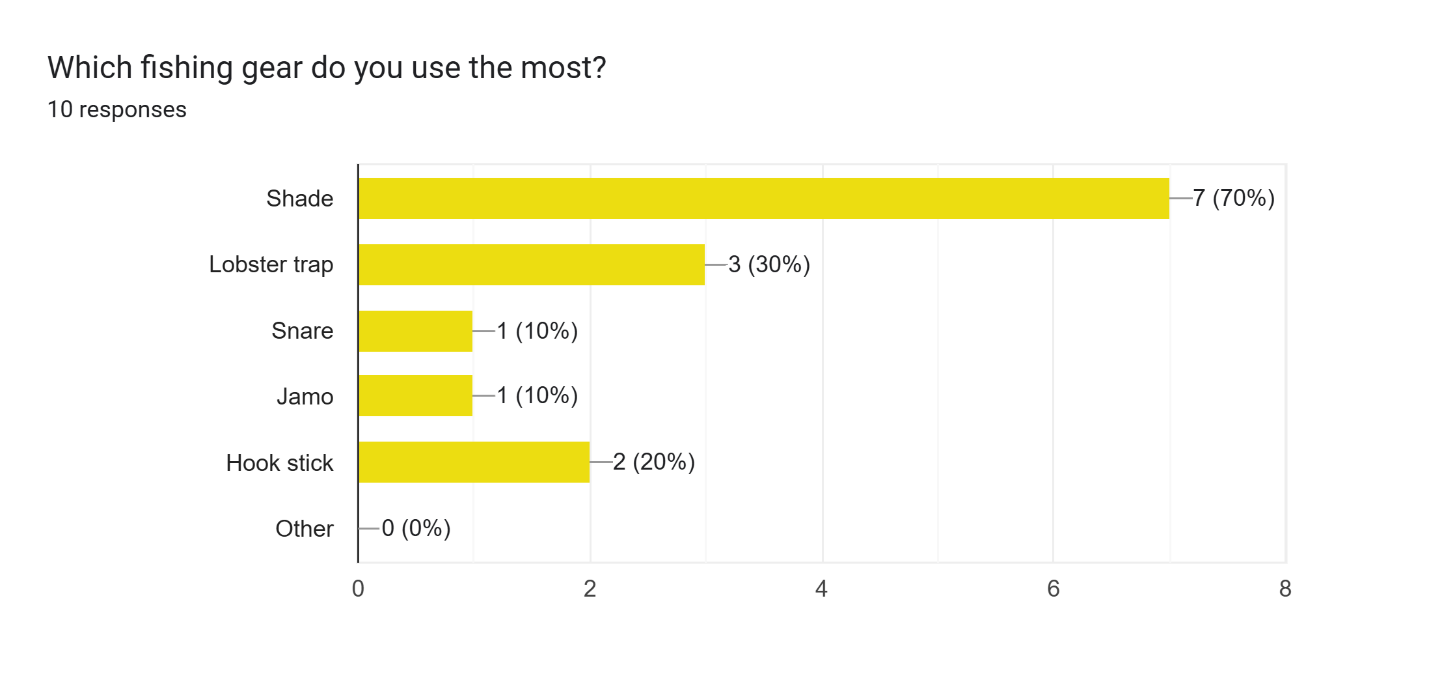 Which fishing gear do you use the most?
10 responses
Shade 7 (70%)
Lobster trap 3 (30%)
Snare 1 (10%)
Jamo 1 (10%)
Hook stick 2 (20%)
Other 0 (0%)
0 2 4 6 8